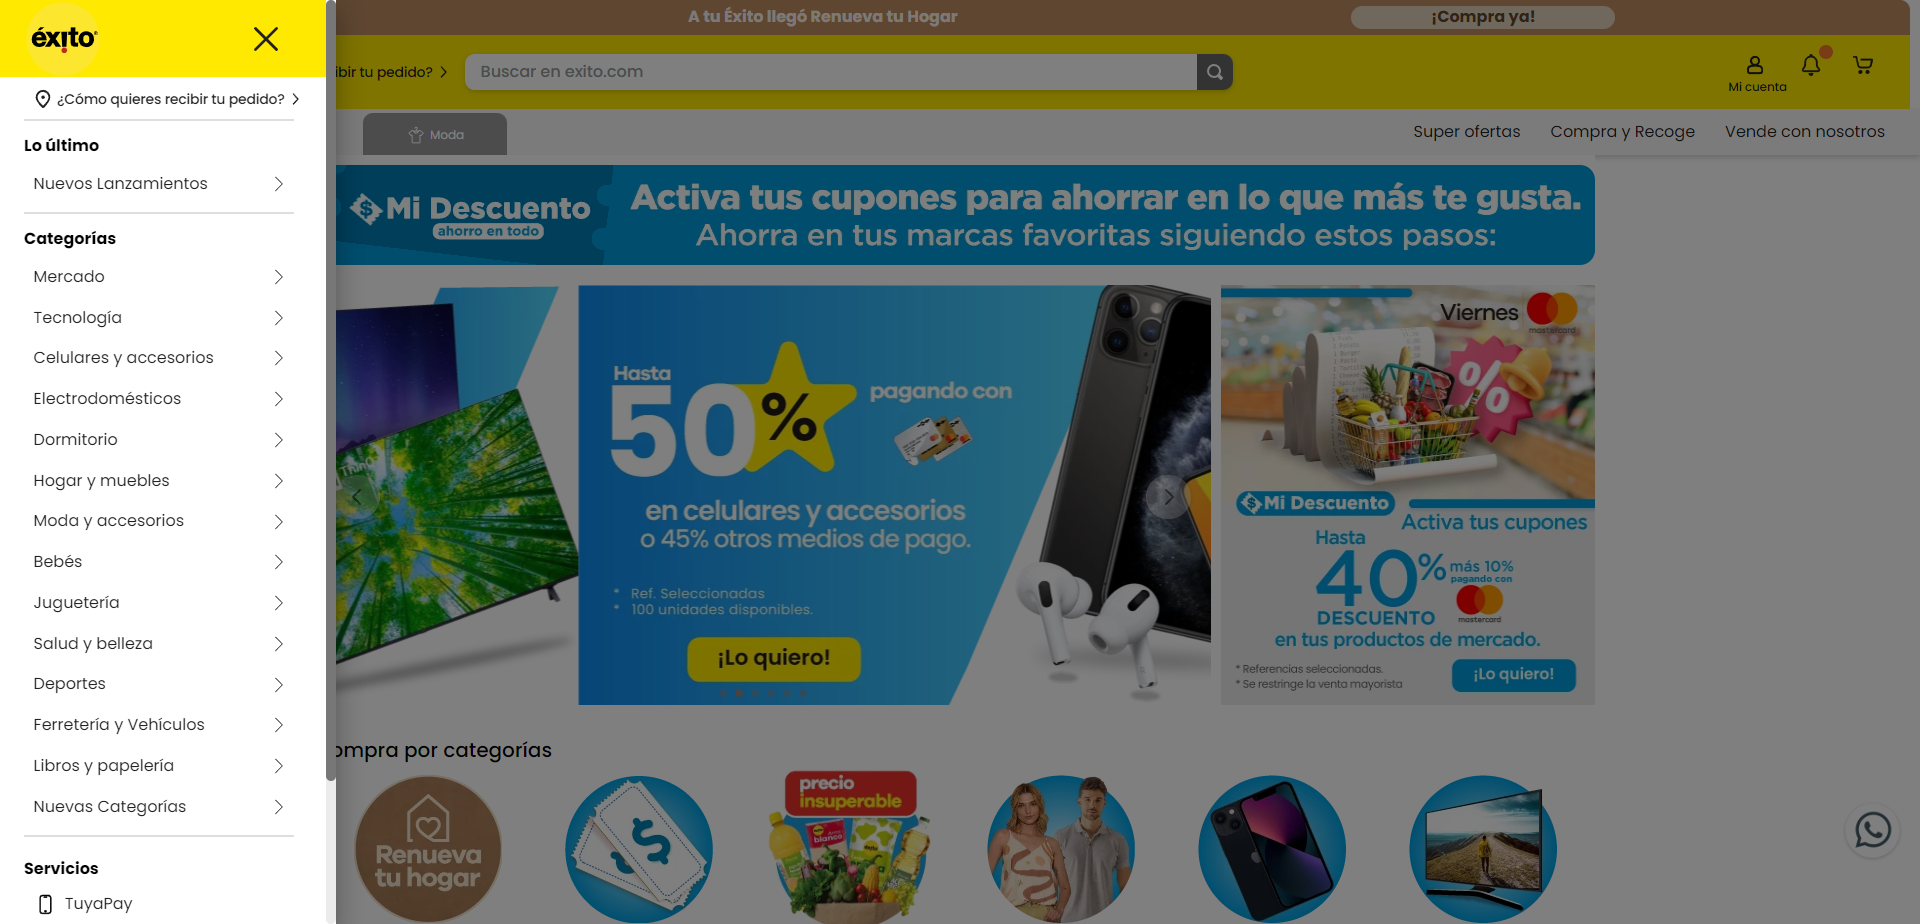 éxito
¿Cómo quieres recibir tu pedido?
Lo último
Nuevos Lanzamientos
Categorías
Mercado
Tecnología
Celulares y accesorios
Electrodomésticos
Dormitorio
Hogar y muebles
Moda y accesorios
Bebés
Juguetería
Salud y belleza
Deportes
Ferretería y Vehículos
Libros y papelería
Nuevas Categorías
Servicios
TuyaPay
A tu Éxito llegó Renueva tu Hogar
¡Compra ya!
ibir tu pedido?
Buscar en exito.com
Mi cuenta
Moda
Super ofertas
Compra y Recoge
Vende con nosotros
Mi Descuento
ahorro en todo
Activa tus cupones para ahorrar en lo que más te gusta.
Ahorra en tus marcas favoritas siguiendo estos pasos:
Hasta
50%
pagando con
en celulares y accesorios
o 45% otros medios de pago.
* Ref. Seleccionadas
* 100 unidades disponibles.
¡Lo quiero!
Viernes
mastercard
%
Mi Descuento
Activa tus cupones
Hasta
40%
más 10%
pagando con
mastercard
DESCUENTO
en tus productos de mercado.
* Referencias seleccionadas.
* Se restringe la venta mayorista
¡Lo quiero!
ompra por categorías
Renueva
tu hogar
$
precio
insuperable
blanco